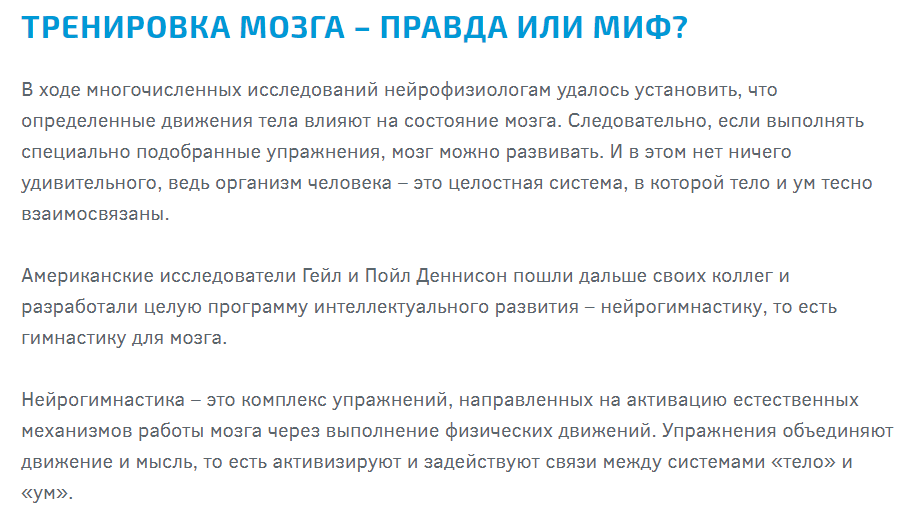 ТРЕНИРОВКА МОЗГА – ПРАВДА ИЛИ МИФ?
В ходе многочисленных исследований нейрофизиологам удалось установить, что
определенные движения тела влияют на состояние мозга. Следовательно, если выполнять
специально подобранные упражнения, мозг можно развивать. И в этом нет ничего
удивительного, ведь организм человека – это целостная система, в которой тело и ум тесно
взаимосвязаны.
Американские исследователи Гейл и Пойл Деннисон пошли дальше своих коллег и
разработали целую программу интеллектуального развития – нейрогимнастику, то есть
гимнастику для мозга.
Нейрогимнастика – это комплекс упражнений, направленных на активацию естественных
механизмов работы мозга через выполнение физических движений. Упражнения объединяют
движение и мысль, то есть активизируют и задействуют связи между системами «тело» и
«ум».